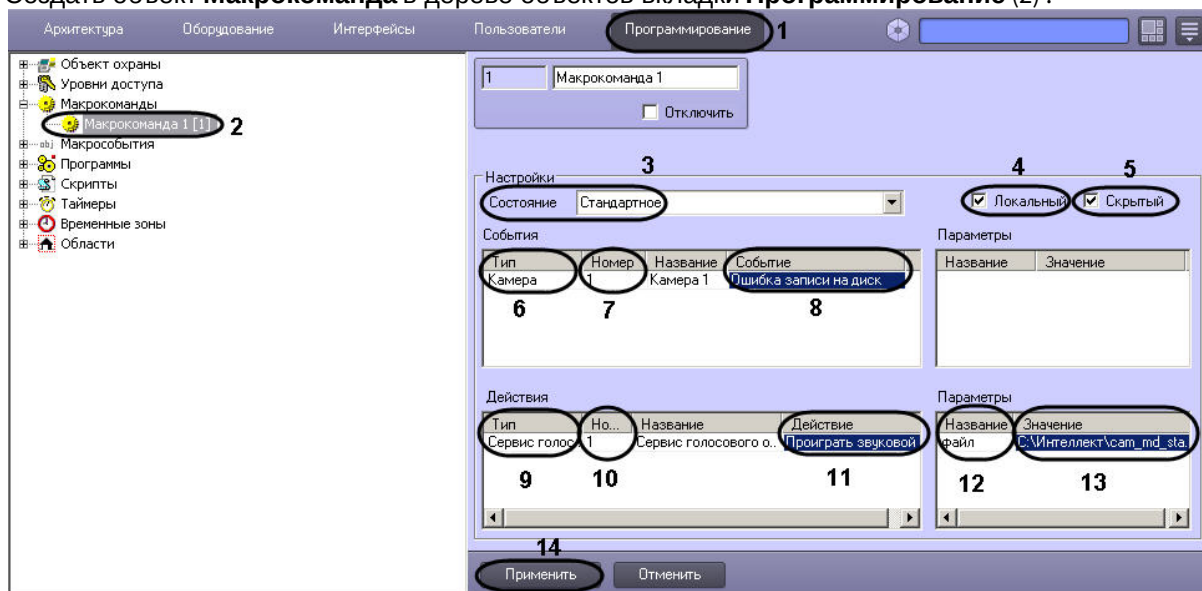 Создать объект Макрокоманда в дереве объектов вкладки Программирование (2).
Архитектура Оборудование Интерфейсы Пользователи Программирование 1
Объект охраны
Уровни доступа
Макрокоманды
Макрокоманда 1 [1] 2
Макрособытия
Программы
Скрипты
Таймеры
Временные зоны
Области
1 Макрокоманда 1
Отключить
3 4 5
Настройки
Состояние Стандартное Локальный Скрытый
События Параметры
Тип Номер Название Событие Название Значение
Камера 1 Камера 1 Ошибка записи на диск
6 7 8
Действия Параметры
Тип Но... Название Действие Название Значение
Сервис голос 1 Сервис голосового о.. Проиграть звуковой файл C:\Интеллект\cam_md_sta.
9 10 11 12 13
14
Применить Отменить